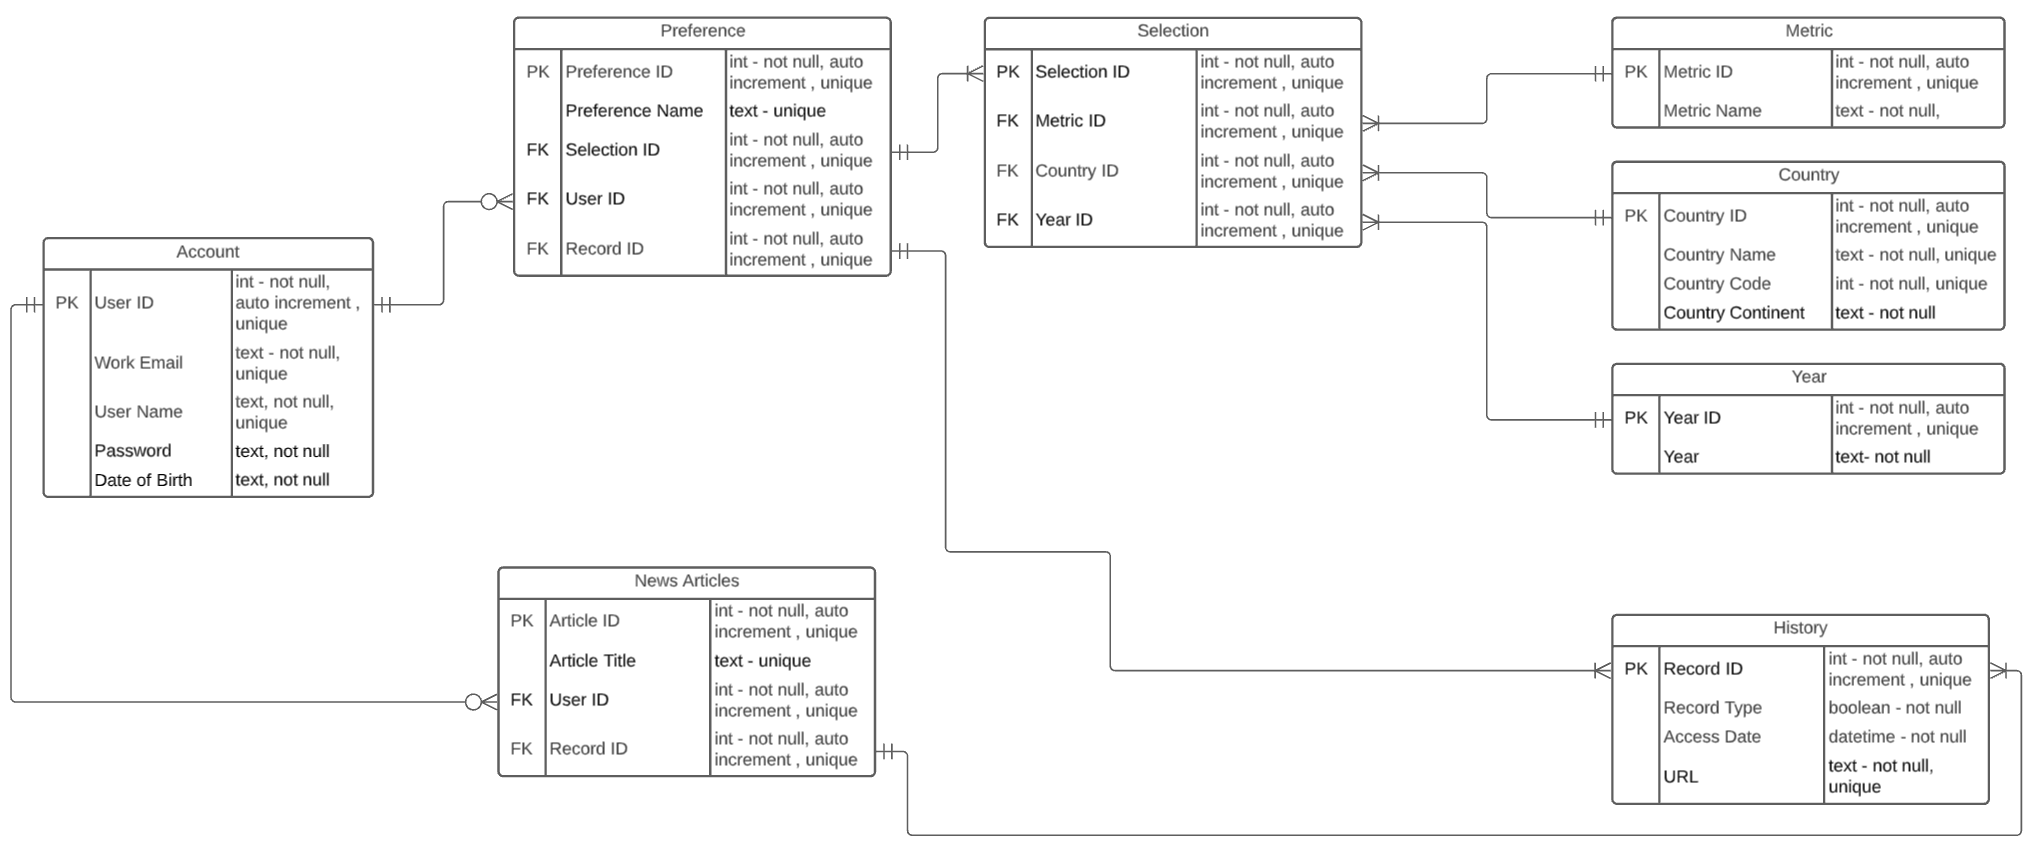 Preference
PK Preference ID int - not null, auto
increment , unique
Preference Name text - unique
FK Selection ID int - not null, auto
increment , unique
FK User ID int - not null, auto
increment , unique
FK Record ID int - not null, auto
increment , unique
Selection
PK Selection ID int - not null, auto
increment , unique
FK Metric ID int - not null, auto
increment , unique
FK Country ID int - not null, auto
increment , unique
FK Year ID int - not null, auto
increment , unique
Metric
PK Metric ID int - not null, auto
increment , unique
Metric Name text - not null,
Country
PK Country ID int - not null, auto
increment , unique
Country Name text - not null, unique
Country Code int - not null, unique
Country Continent text - not null
Account
PK User ID int - not null,
auto increment ,
unique
Work Email text - not null,
unique
User Name text, not null,
unique
Password text, not null
Date of Birth text, not null
Year
PK Year ID int - not null, auto
increment , unique
Year text- not null
News Articles
PK Article ID int - not null, auto
increment , unique
Article Title text - unique
FK User ID int - not null, auto
increment , unique
FK Record ID int - not null, auto
increment , unique
History
PK Record ID int - not null, auto
increment , unique
Record Type boolean - not null
Access Date datetime - not null
URL text - not null,
unique